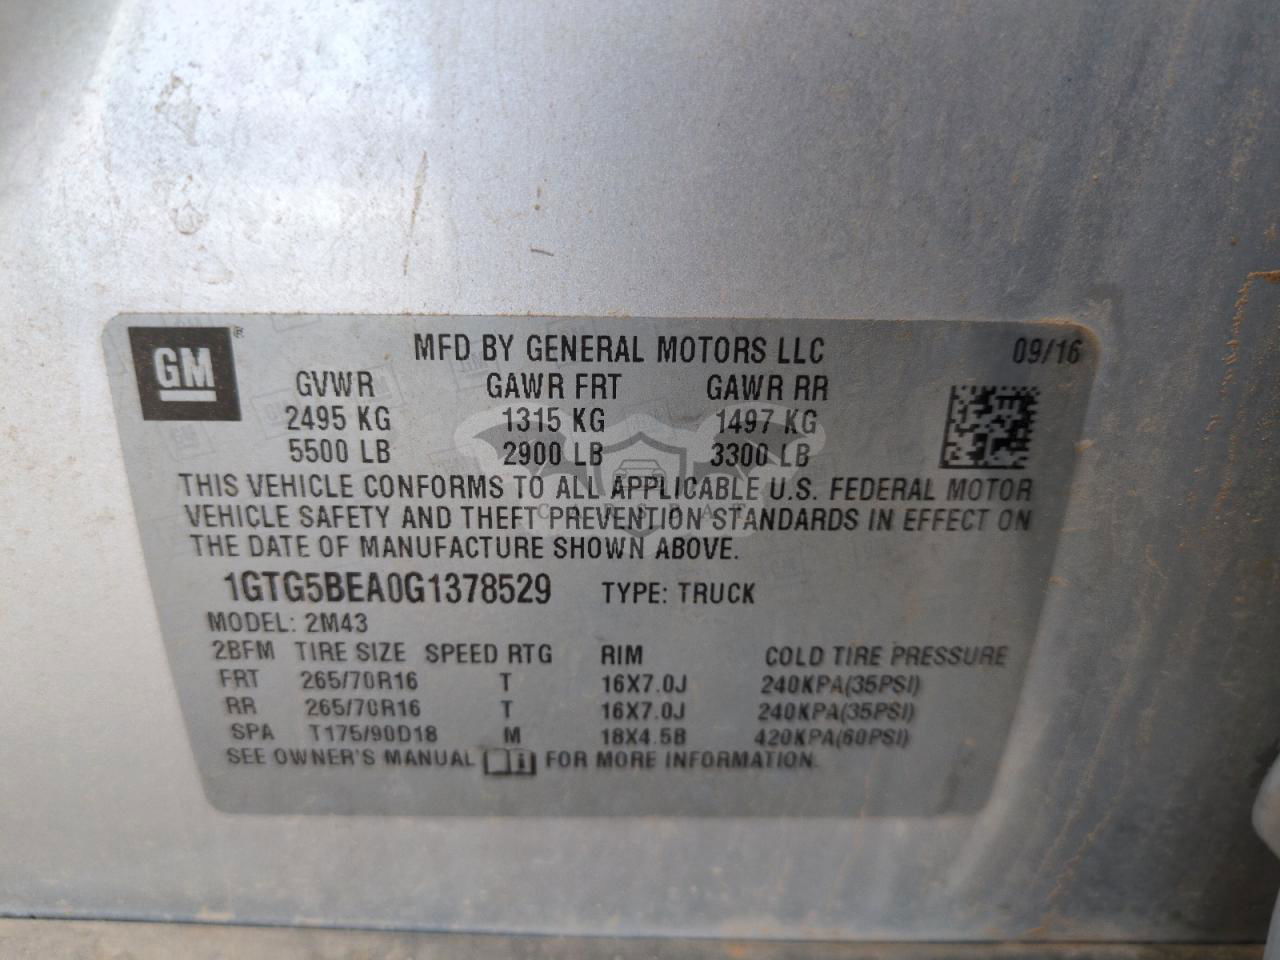 GM®
MFD BY GENERAL MOTORS LLC 09/16
GVWR GAWR FRT GAWR RR
2495 KG 1315 KG 1497 KG
5500 LB 2900 LB 3300 LB
THIS VEHICLE CONFORMS TO ALL APPLICABLE U.S. FEDERAL MOTOR
VEHICLE SAFETY AND THEFT PREVENTION STANDARDS IN EFFECT ON
THE DATE OF MANUFACTURE SHOWN ABOVE.
1GTG5BEA0G1378529 TYPE: TRUCK
MODEL: 2M43
2BFM TIRE SIZE SPEED RTG RIM COLD TIRE PRESSURE
FRT 265/70R16 T 16X7.0J 240KPA(35PSI)
RR 265/70R16 T 16X7.0J 240KPA(35PSI)
SPA T175/90D18 M 18X4.5B 420KPA(60PSI)
SEE OWNER'S MANUAL FOR MORE INFORMATION.